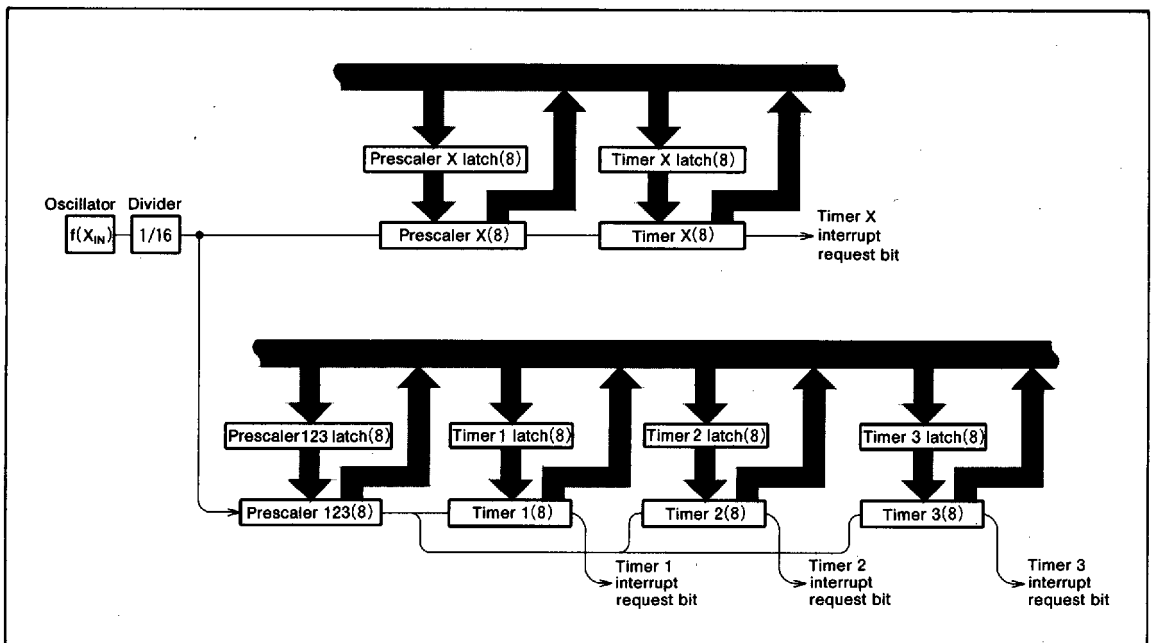 Prescaler X latch(8)
Timer X latch(8)
Oscillator
Divider
f(XIN)
1/16
Prescaler X(8)
Timer X(8)
Timer X
interrupt
request bit
Prescaler 123 latch(8)
Timer 1 latch(8)
Timer 2 latch(8)
Timer 3 latch(8)
Prescaler 123(8)
Timer 1(8)
Timer 2(8)
Timer 3(8)
Timer 1
interrupt
request bit
Timer 2
interrupt
request bit
Timer 3
interrupt
request bit